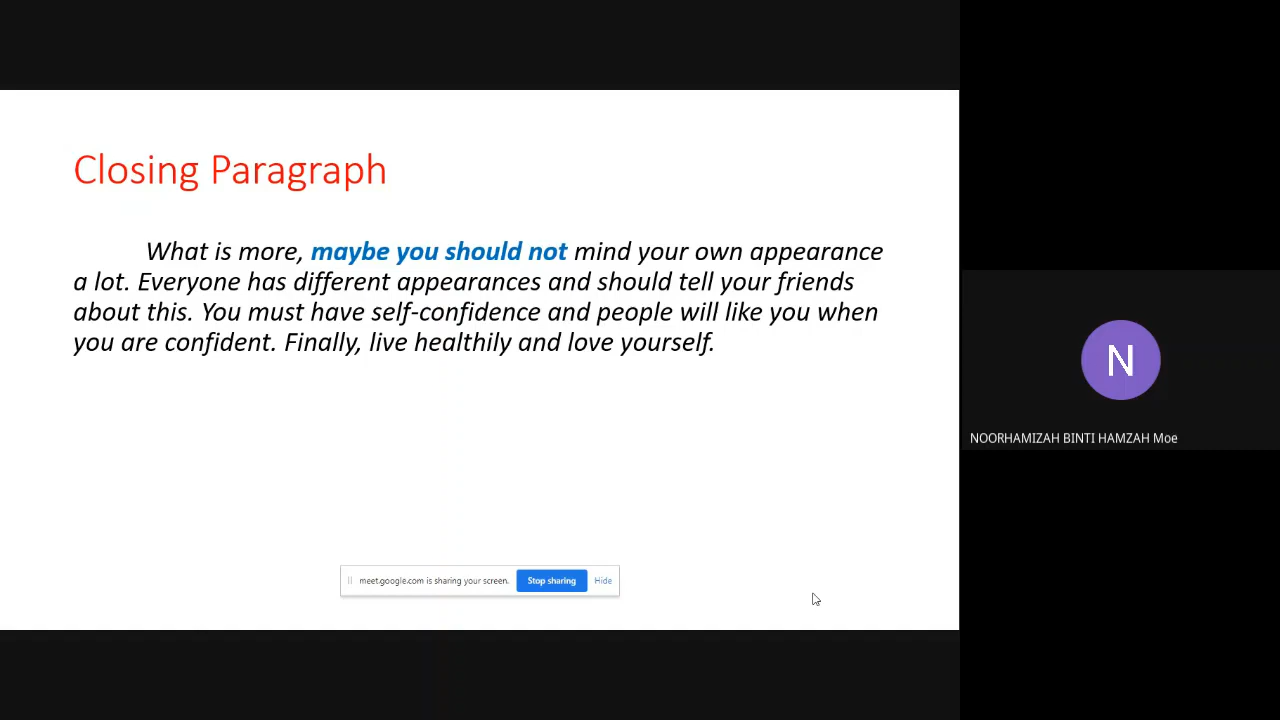 Closing Paragraph
What is more, maybe you should not mind your own appearance
a lot. Everyone has different appearances and should tell your friends
about this. You must have self-confidence and people will like you when
you are confident. Finally, live healthily and love yourself.
meet.google.com is sharing your screen. Stop sharing Hide
N
NOORHAMIZAH BINTI HAMZAH Moe